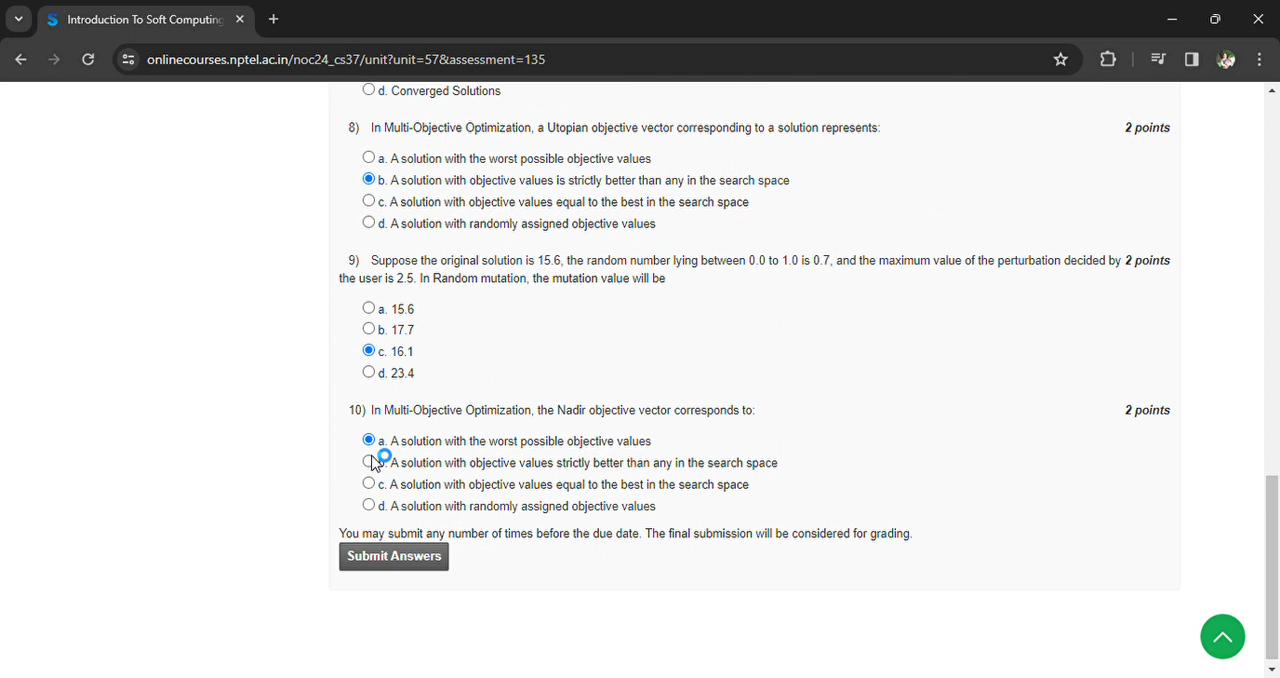 Introduction To Soft Computing
onlinecourses.nptel.ac.in/noc24_cs37/unit?unit=57&assessment=135
d. Converged Solutions
8) In Multi-Objective Optimization, a Utopian objective vector corresponding to a solution represents: 2 points
a. A solution with the worst possible objective values
b. A solution with objective values is strictly better than any in the search space
c. A solution with objective values equal to the best in the search space
d. A solution with randomly assigned objective values
9) Suppose the original solution is 15.6, the random number lying between 0.0 to 1.0 is 0.7, and the maximum value of the perturbation decided by 2 points
the user is 2.5. In Random mutation, the mutation value will be
a. 15.6
b. 17.7
c. 16.1
d. 23.4
10) In Multi-Objective Optimization, the Nadir objective vector corresponds to: 2 points
a. A solution with the worst possible objective values
b. A solution with objective values strictly better than any in the search space
c. A solution with objective values equal to the best in the search space
d. A solution with randomly assigned objective values
You may submit any number of times before the due date. The final submission will be considered for grading.
Submit Answers